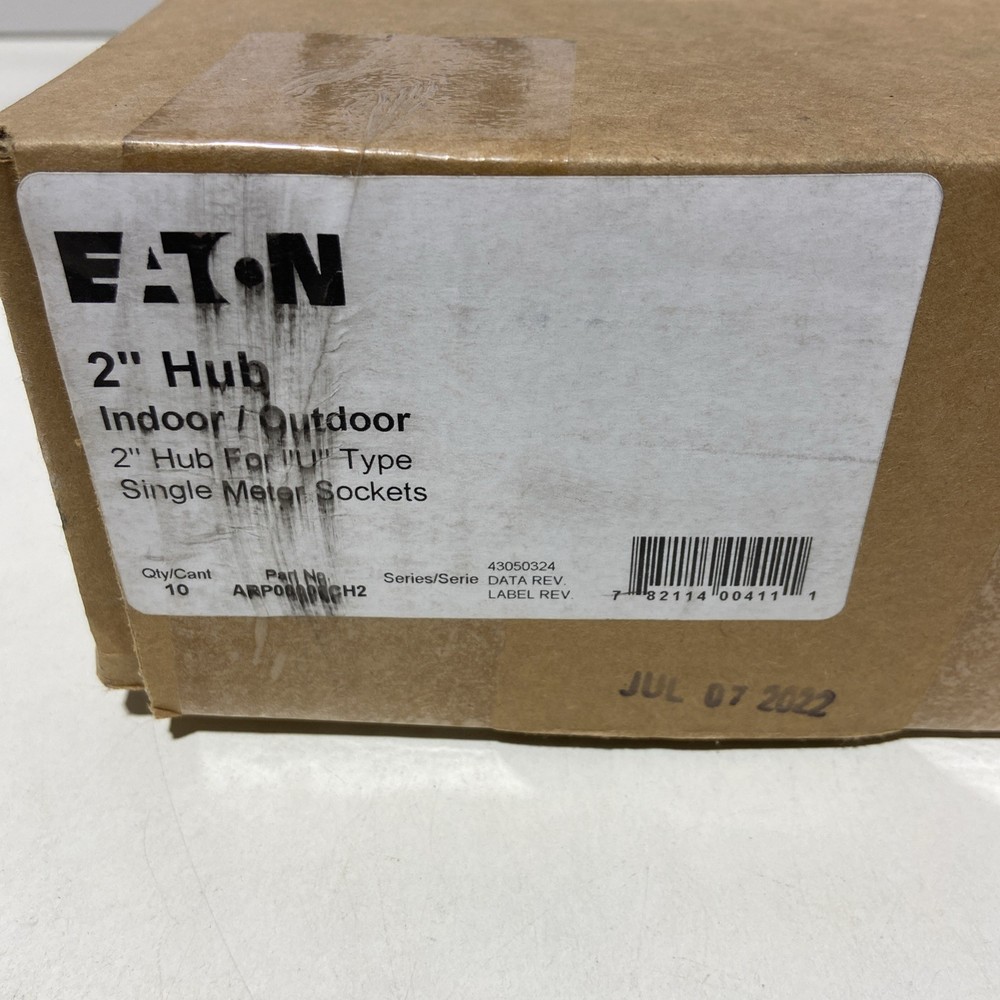 EATON
2" Hub
Indoor / Outdoor
2" Hub For "U" Type
Single Meter Sockets
Qty/Cant
10
Part No.
Series/Serie
43050324
DATA REV.
LABEL REV.
7 82114 00411 1
JUL 07 2022